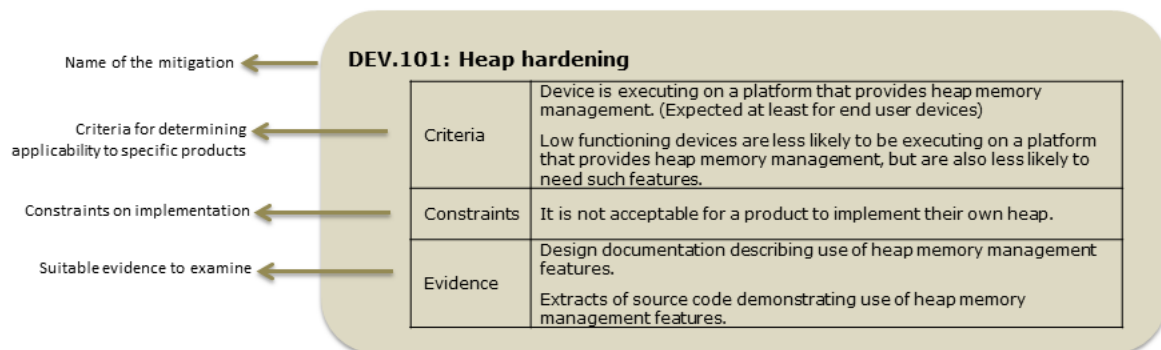 DEV.101: Heap hardening
Name of the mitigation
Criteria for determining
applicability to specific products
Criteria
Device is executing on a platform that provides heap memory
management. (Expected at least for end user devices)
Low functioning devices are less likely to be executing on a platform
that provides heap memory management, but are also less likely to
need such features.
Constraints on implementation
Constraints
It is not acceptable for a product to implement their own heap.
Suitable evidence to examine
Evidence
Design documentation describing use of heap memory management
features.
Extracts of source code demonstrating use of heap memory
management features.